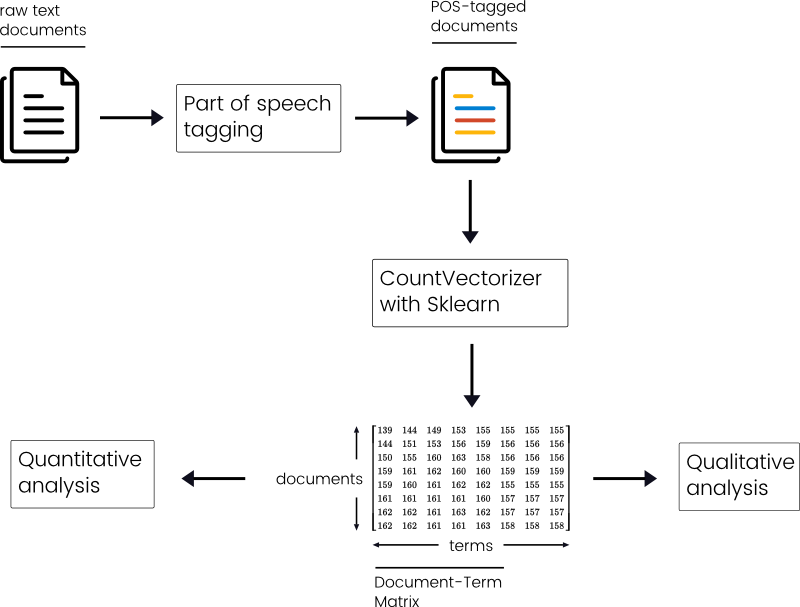 raw text
documents
POS-tagged
documents
Part of speech
tagging
CountVectorizer
with Sklearn
139 144 149 153 155 155 155 155
144 151 153 156 159 156 156 156
150 155 160 163 158 156 156 156
159 161 162 160 160 159 159 159
159 160 161 162 162 155 155 155
161 161 161 161 160 157 157 157
162 162 161 163 162 157 157 157
162 162 161 161 163 158 158 158
documents
terms
Document-Term
Matrix
Quantitative
analysis
Qualitative
analysis